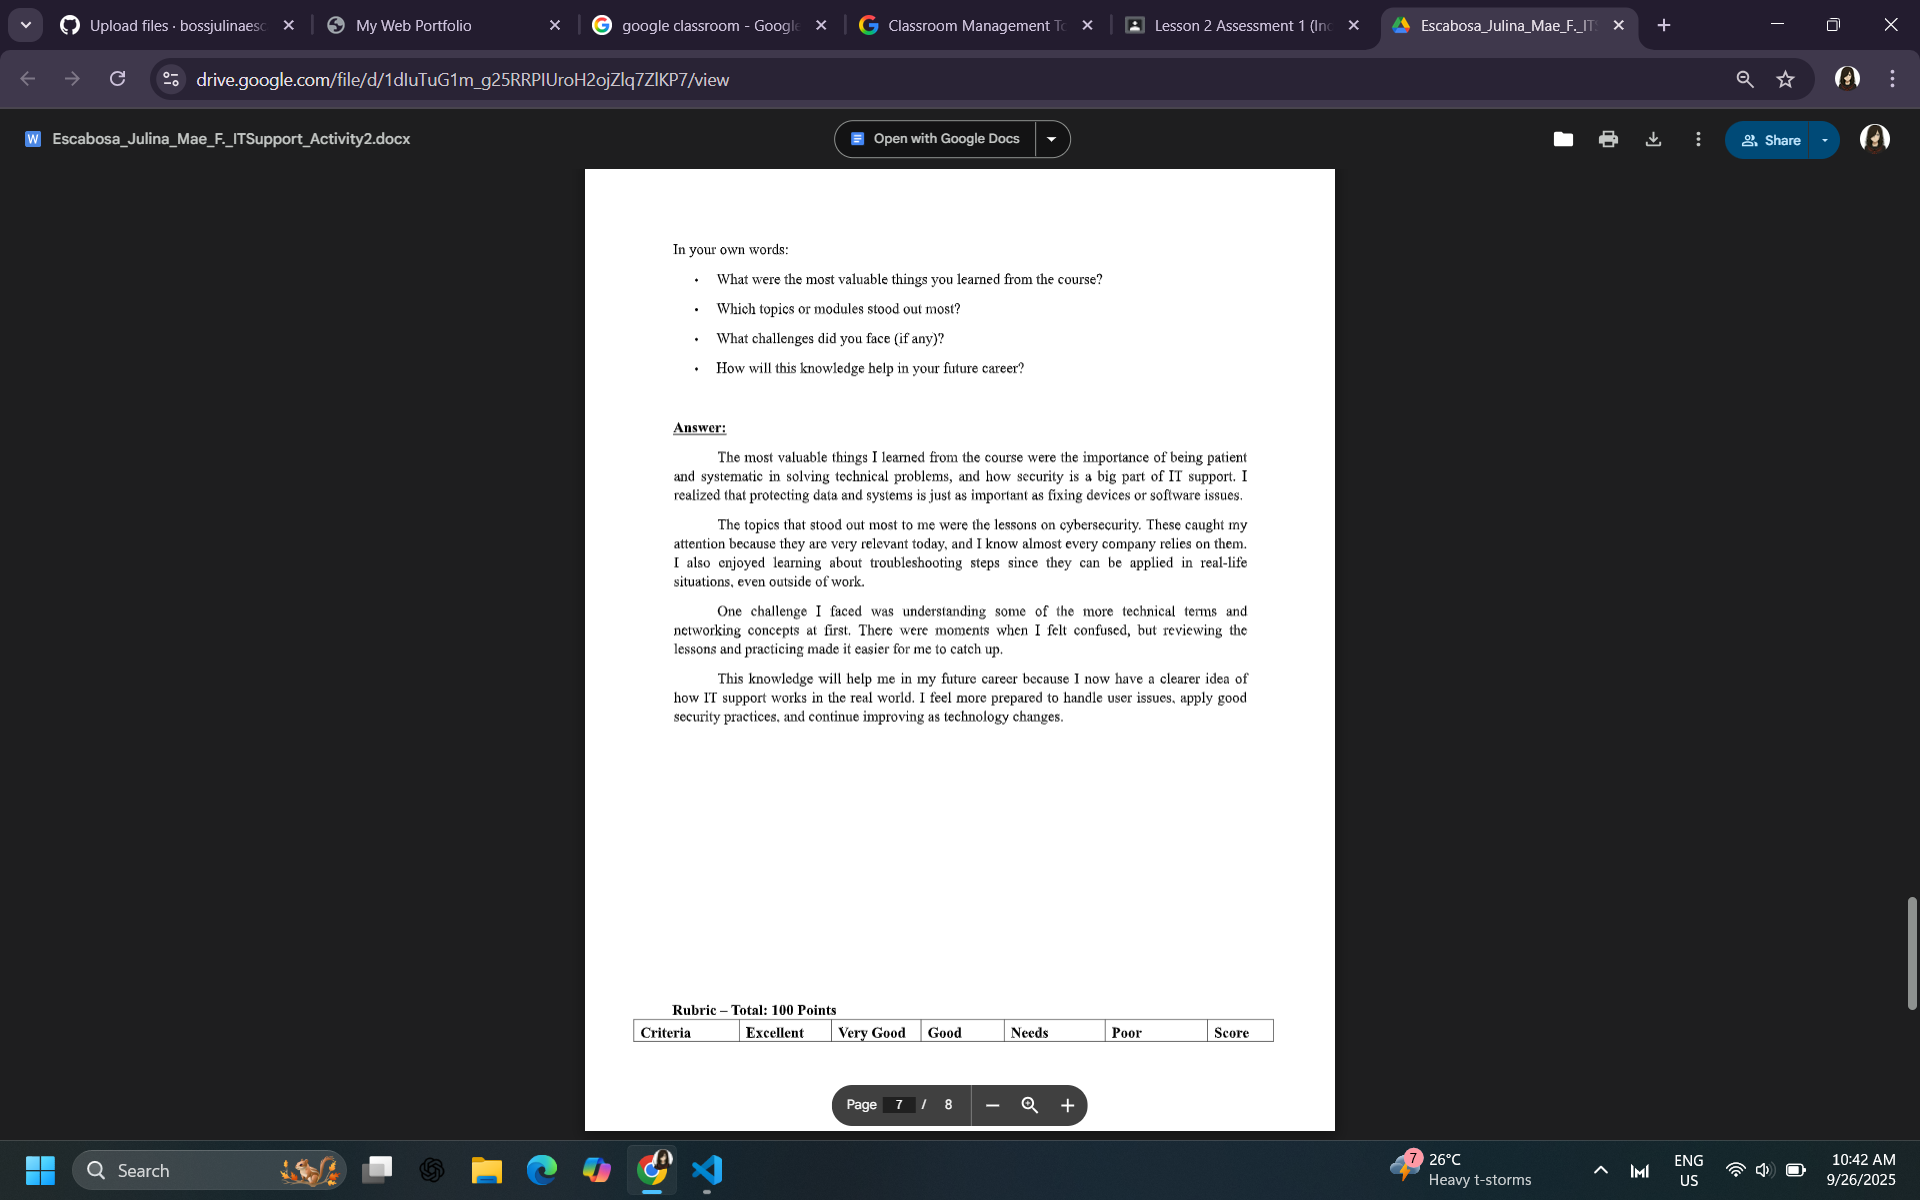 Upload files · bossjulinaesc
My Web Portfolio
google classroom - Google
Classroom Management To
Lesson 2 Assessment 1 (Inc
Escabosa_Julina_Mae_F._ITS
drive.google.com/file/d/1dIuTuG1m_g25RRPIUroH2ojZlq7ZlKP7/view
W Escabosa_Julina_Mae_F._ITSupport_Activity2.docx
Open with Google Docs
Share
In your own words:
• What were the most valuable things you learned from the course?
• Which topics or modules stood out most?
• What challenges did you face (if any)?
• How will this knowledge help in your future career?
Answer:
The most valuable things I learned from the course were the importance of being patient
and systematic in solving technical problems, and how security is a big part of IT support. I
realized that protecting data and systems is just as important as fixing devices or software issues.
The topics that stood out most to me were the lessons on cybersecurity. These caught my
attention because they are very relevant today, and I know almost every company relies on them.
I also enjoyed learning about troubleshooting steps since they can be applied in real-life
situations, even outside of work.
One challenge I faced was understanding some of the more technical terms and
networking concepts at first. There were moments when I felt confused, but reviewing the
lessons and practicing made it easier for me to catch up.
This knowledge will help me in my future career because I now have a clearer idea of
how IT support works in the real world. I feel more prepared to handle user issues, apply good
security practices, and continue improving as technology changes.
Rubric – Total: 100 Points
Criteria Excellent Very Good Good Needs Poor Score
Page 7 / 8
Search
7
26°C
Heavy t-storms
ENG
US
10:42 AM
9/26/2025